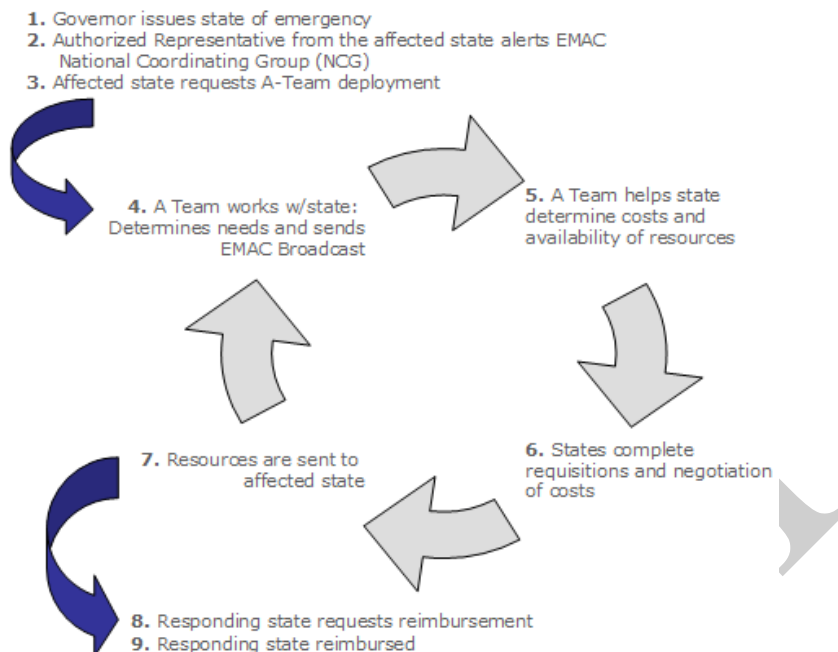 1. Governor issues state of emergency
2. Authorized Representative from the affected state alerts EMAC
National Coordinating Group (NCG)
3. Affected state requests A-Team deployment
4. A Team works w/state:
Determines needs and sends
EMAC Broadcast
5. A Team helps state
determine costs and
availability of resources
6. States complete
requisitions and negotiation
of costs
7. Resources are sent to
affected state
8. Responding state requests reimbursement
9. Responding state reimbursed